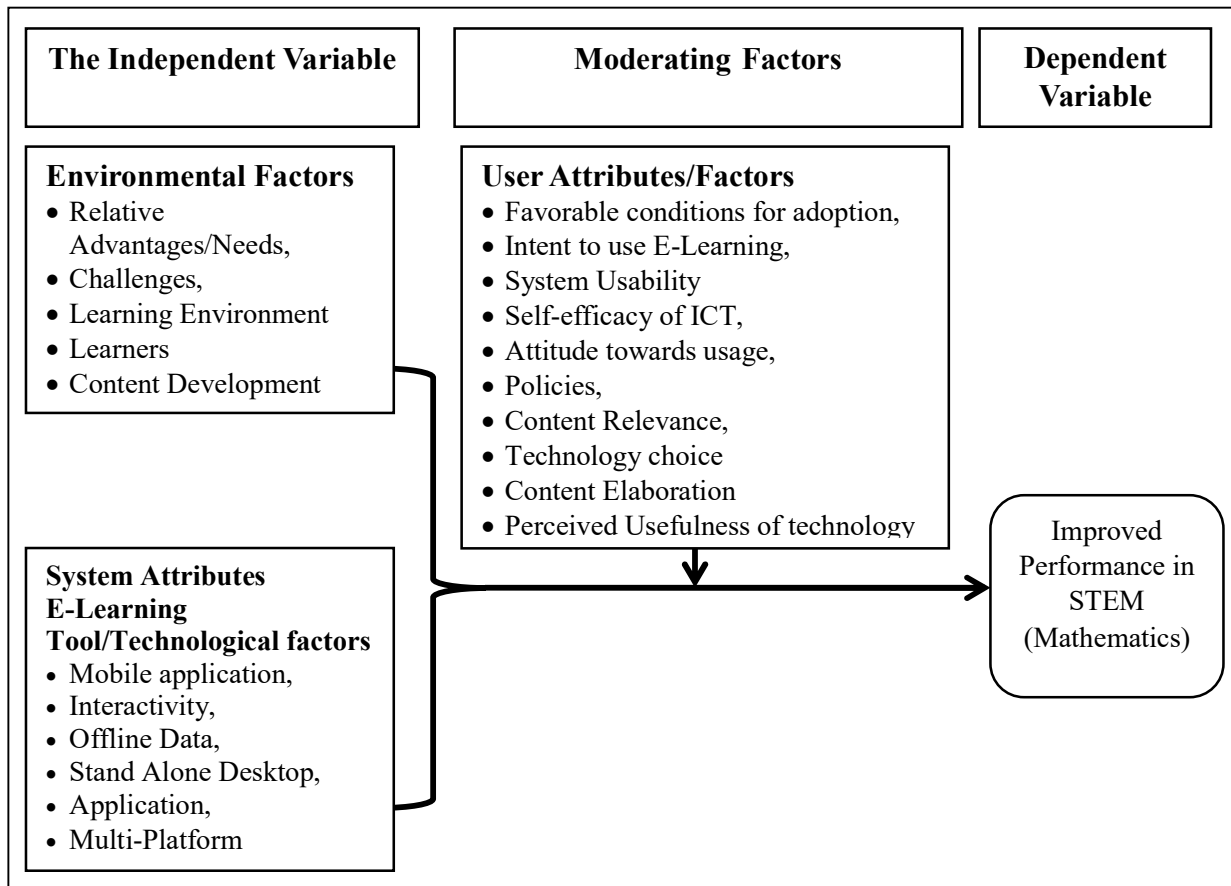 The Independent Variable
Moderating Factors
Dependent
Variable
Environmental Factors
• Relative
Advantages/Needs,
• Challenges,
• Learning Environment
• Learners
• Content Development
User Attributes/Factors
• Favorable conditions for adoption,
• Intent to use E-Learning,
• System Usability
• Self-efficacy of ICT,
• Attitude towards usage,
• Policies,
• Content Relevance,
• Technology choice
• Content Elaboration
• Perceived Usefulness of technology
System Attributes
E-Learning
Tool/Technological factors
• Mobile application,
• Interactivity,
• Offline Data,
• Stand Alone Desktop,
• Application,
• Multi-Platform
Improved
Performance in
STEM
(Mathematics)